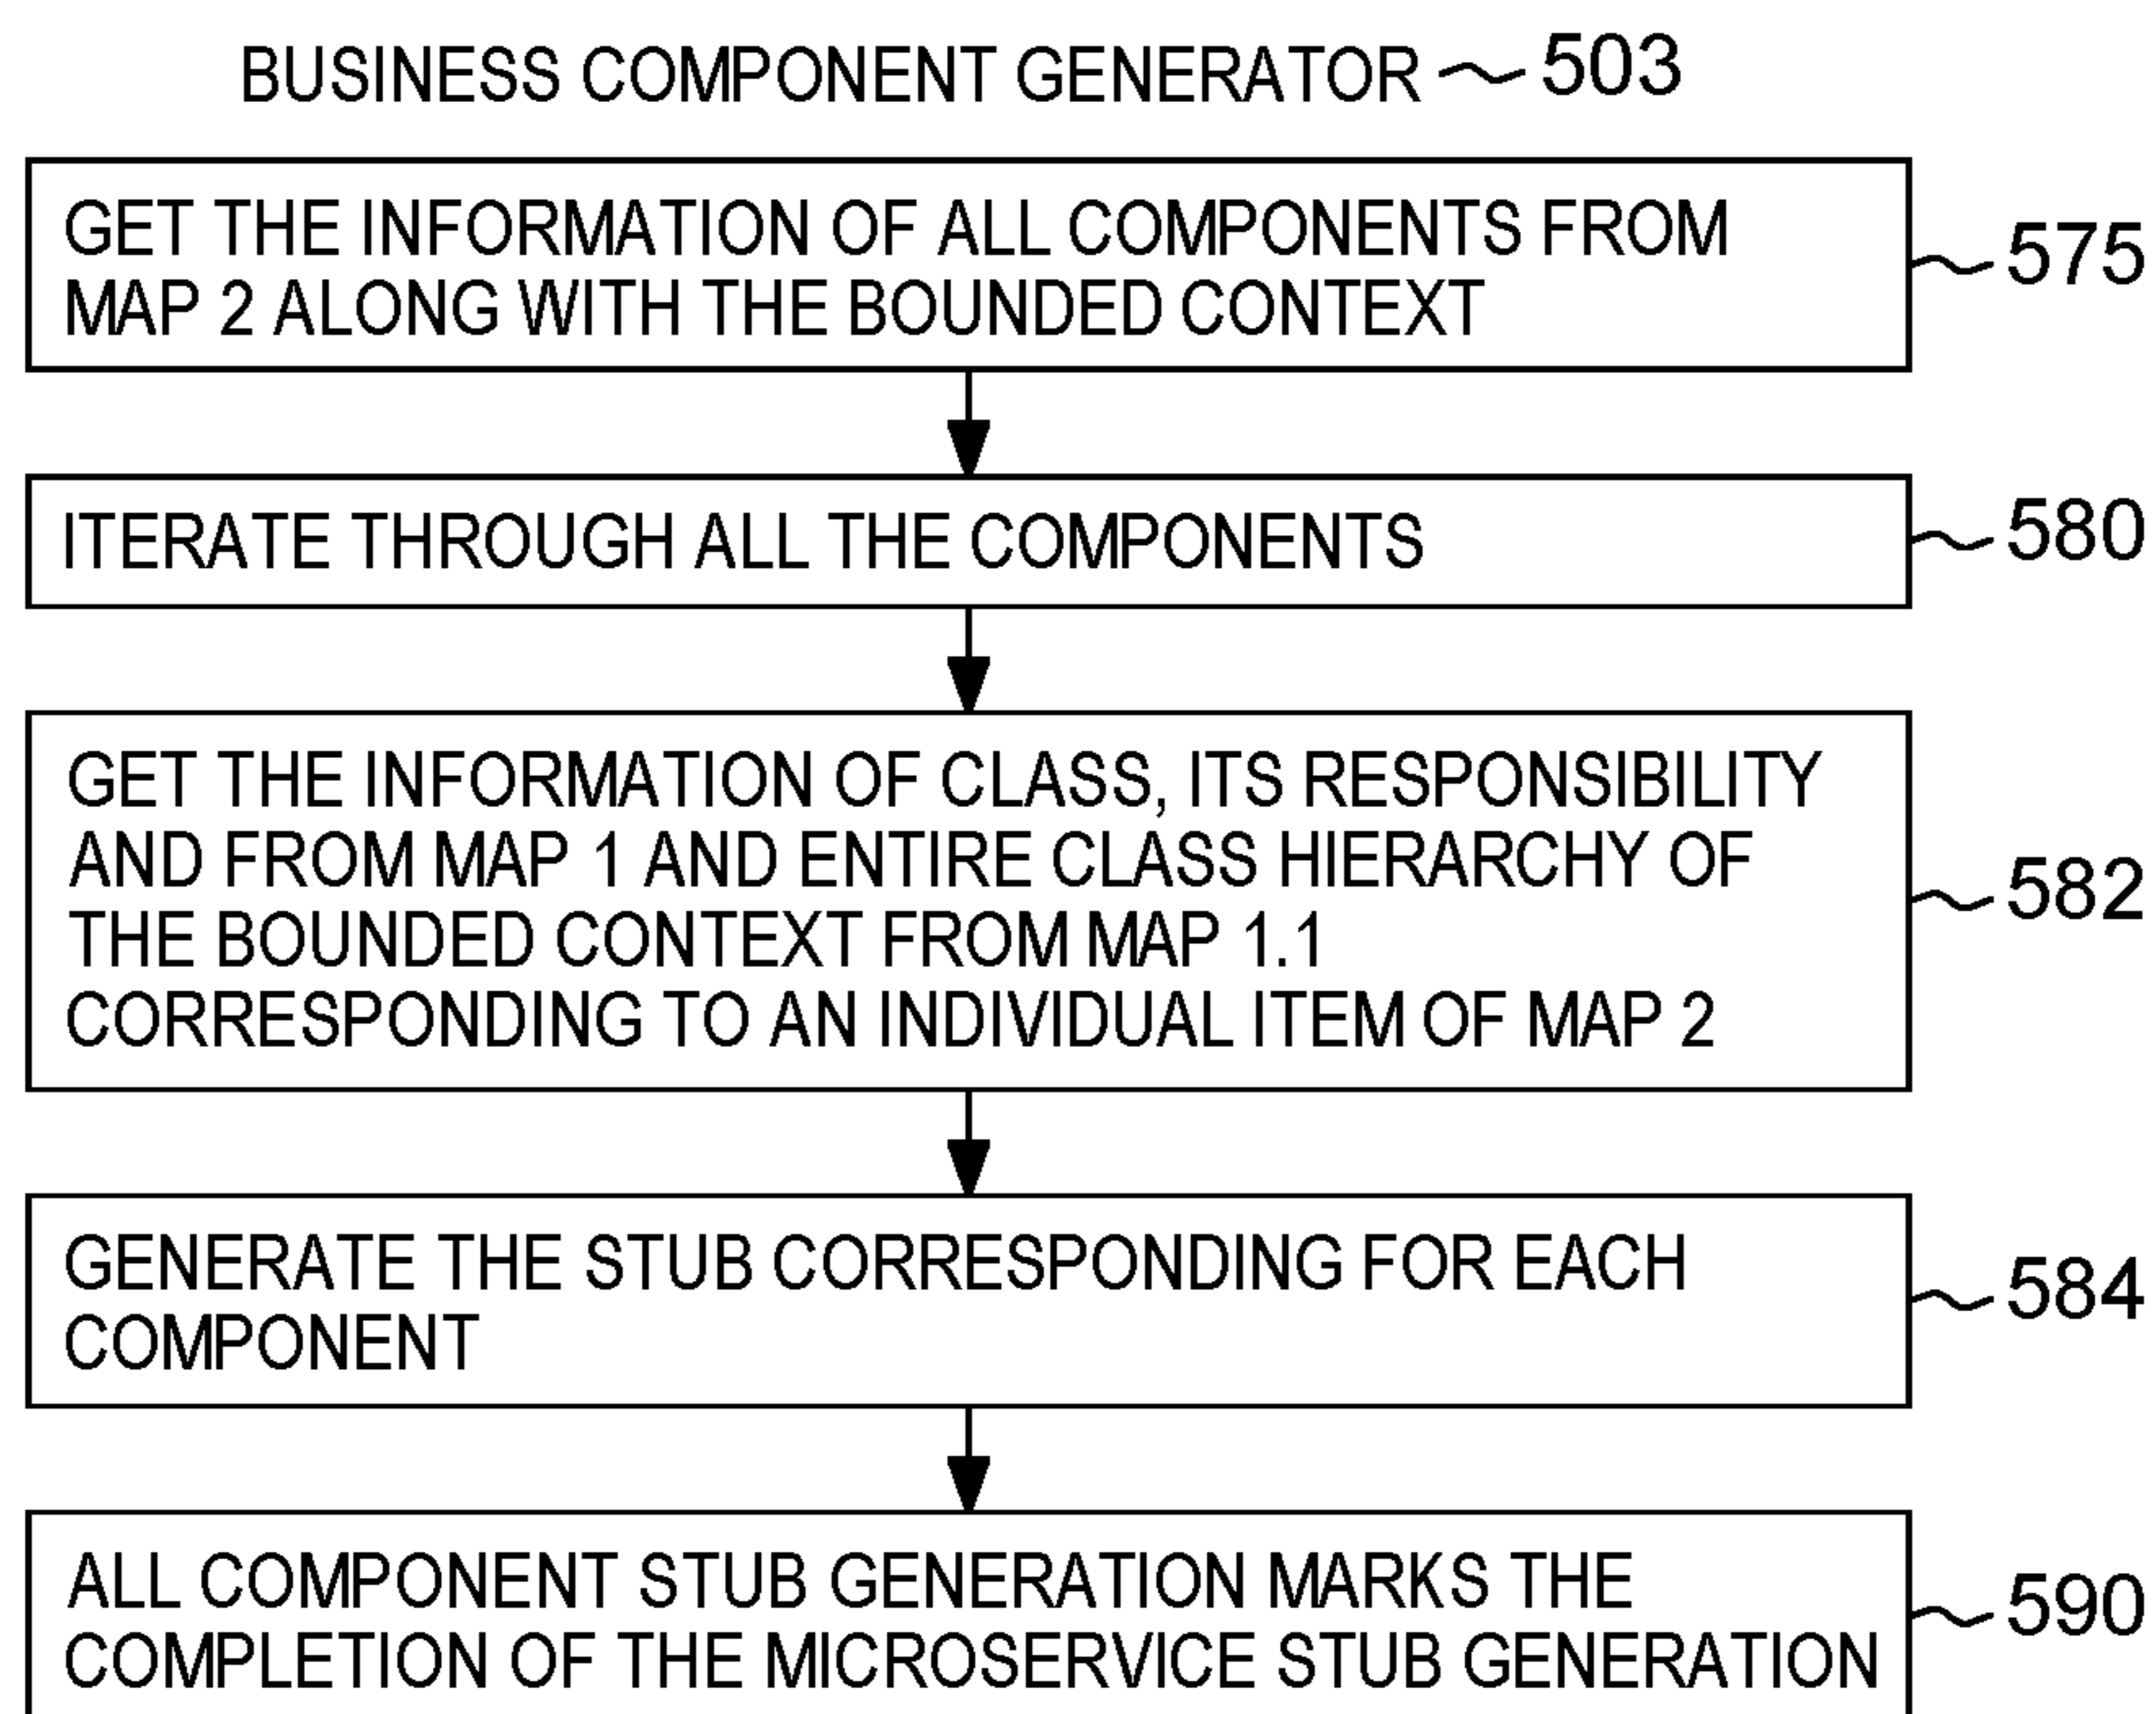 BUSINESS COMPONENT GENERATOR 503
GET THE INFORMATION OF ALL COMPONENTS FROM
MAP 2 ALONG WITH THE BOUNDED CONTEXT
575
ITERATE THROUGH ALL THE COMPONENTS
580
GET THE INFORMATION OF CLASS, ITS RESPONSIBILITY
AND FROM MAP 1 AND ENTIRE CLASS HIERARCHY OF
THE BOUNDED CONTEXT FROM MAP 1.1
CORRESPONDING TO AN INDIVIDUAL ITEM OF MAP 2
582
GENERATE THE STUB CORRESPONDING FOR EACH
COMPONENT
584
ALL COMPONENT STUB GENERATION MARKS THE
COMPLETION OF THE MICROSERVICE STUB GENERATION
590